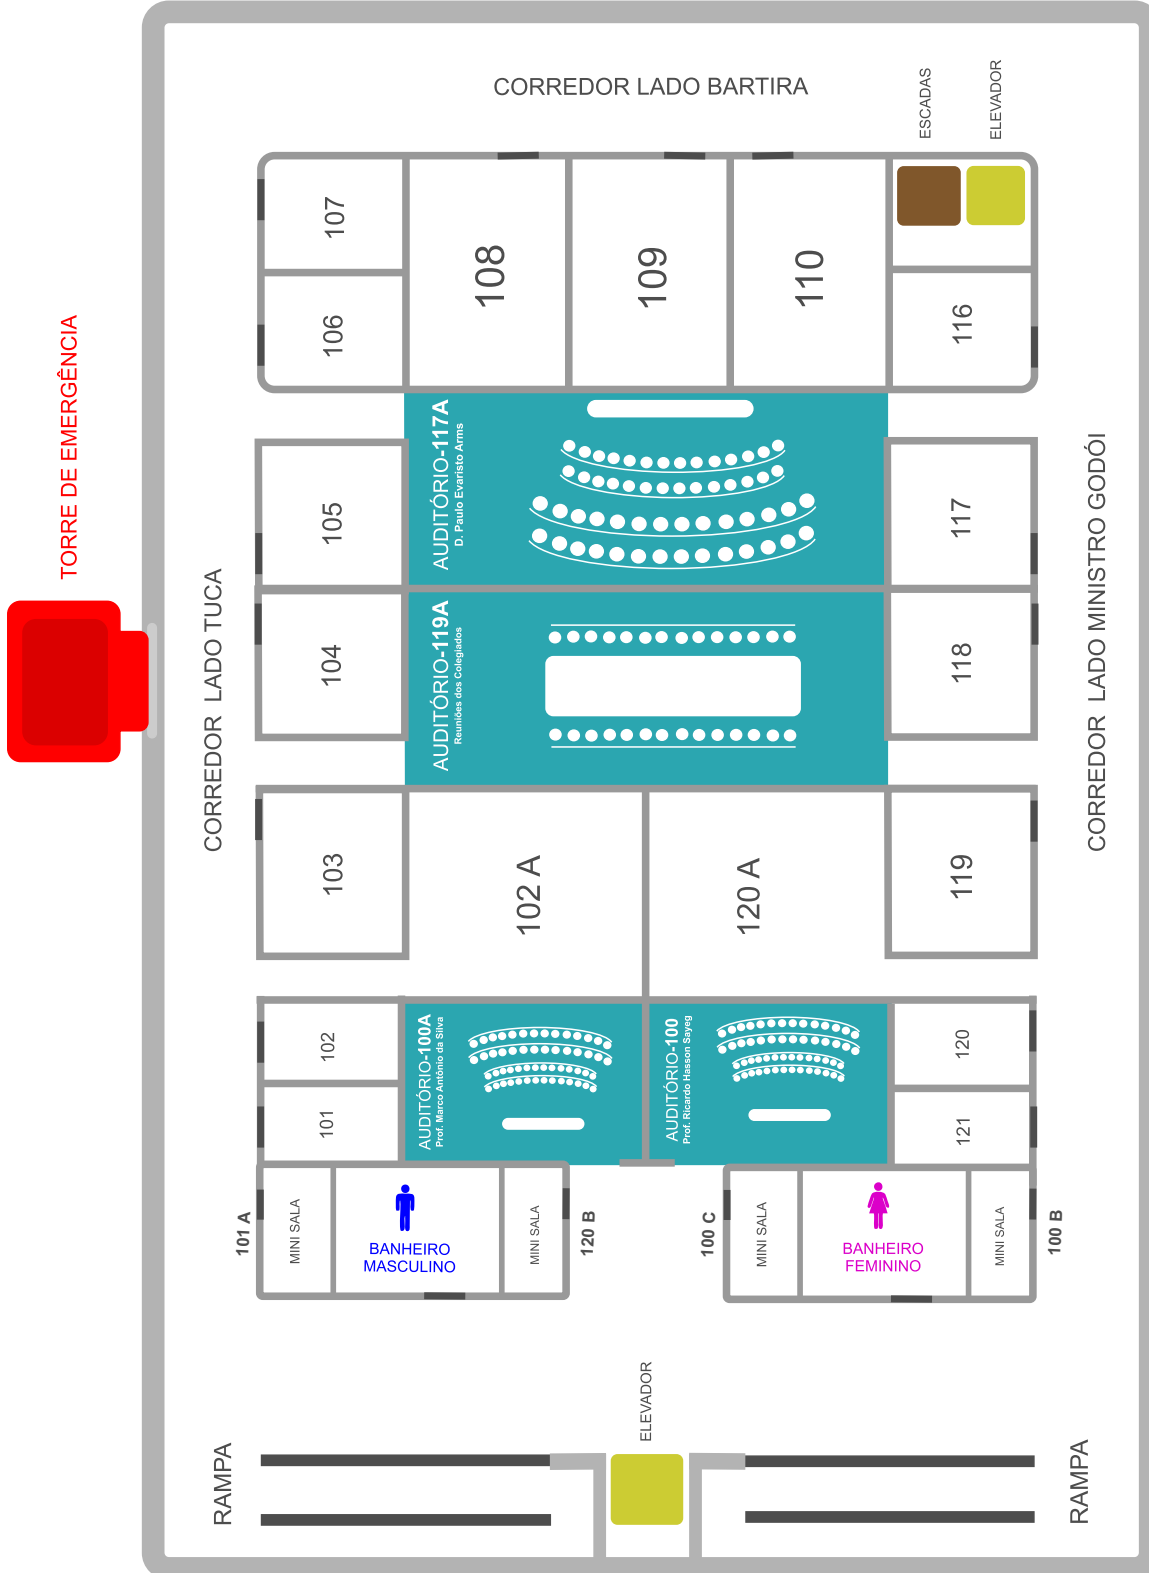 CORREDOR LADO BARTIRA
ESCADAS
ELEVADOR
107
106
108
109
110
116
TORRE DE EMERGÊNCIA
CORREDOR LADO TUCA
CORREDOR LADO MINISTRO GODÓI
105
104
AUDITÓRIO-117A
D. Paulo Evaristo Arms
117
AUDITÓRIO-119A
Reuniões dos Colegiados
118
103
102 A
120 A
119
102
101
AUDITÓRIO-100A
Prof. Marco Antônio da Silva
AUDITÓRIO-100
Prof. Ricardo Hasson Sayeg
120
121
101 A
MINI SALA
BANHEIRO
MASCULINO
MINI SALA
120 B
100 C
MINI SALA
BANHEIRO
FEMININO
MINI SALA
100 B
ELEVADOR
RAMPA
RAMPA